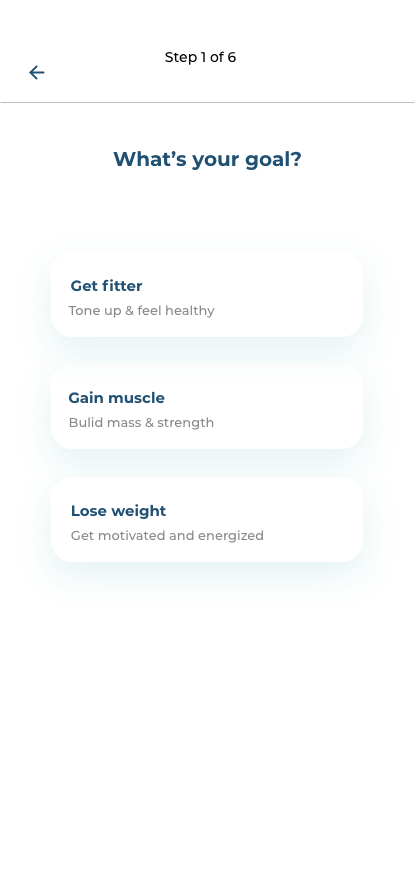 Step 1 of 6
What's your goal?
Get fitter
Tone up & feel healthy
Gain muscle
Bulid mass & strength
Lose weight
Get motivated and energized